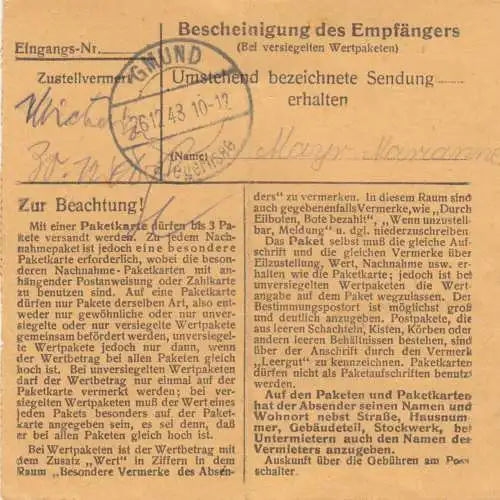 Bescheinigung des Empfängers
Eingangs-Nr.
(Bei versiegelten Wertpaketen)
Zustellvermerk
Umstehend bezeichnete Sendung
erhalten
GMUND
26.12.43 10-12
Tegernsee
30.12.
(Name)
Mayr Marianne
Zur Beachtung!
Mit einer Paketkarte dürfen bis 3 Pa-
kete versandt werden. Zu jedem Nach-
nahmepaket ist jedoch eine besondere
Paketkarte erforderlich, wobei die beson-
deren Nachnahme-Paketkarten mit an-
hängender Postanweisung oder Zahlkarte
zu benutzen sind. Auf eine Paketkarte
dürfen nur Pakete derselben Art, also ent-
weder nur gewöhnliche oder nur unver-
siegelte oder nur versiegelte Wertpakete
gemeinsam befördert werden, unversiegel-
te Wertpakete jedoch nur dann, wenn
der Wertbetrag bei allen Paketen gleich
hoch ist. Bei unversiegelten Wertpaketen
darf der Wertbetrag nur einmal auf der
Paketkarte vermerkt werden; bei ver-
siegelten Wertpaketen muß der Wert eines
jeden Pakets besonders auf der Paket-
karte angegeben sein, es sei denn, daß
er bei allen Paketen gleich hoch ist.
Bei Wertpaketen ist der Wertbetrag mit
dem Zusatz „Wert" in Ziffern in dem
Raum „Besondere Vermerke des Absen-
ders" zu vermerken. In diesem Raum sind
auch gegebenenfalls Vermerke, wie „Durch
Eilboten, Bote bezahlt", „Wenn unzustell-
bar, Meldung" u. dgl. niederzuschreiben
Das Paket selbst muß die gleiche Auf-
schrift und die gleichen Vermerke über
Eilzustellung, Wert, Nachnahme usw. er-
halten wie die Paketkarte; jedoch ist bei
unversiegelten Wertpaketen die Wert-
angabe auf dem Paket wegzulassen. Der
Bestimmungspostort ist möglichst groß
und deutlich anzugeben. Postpakete, die
aus leeren Schachteln, Kisten, Körben oder
andern leeren Behältnissen bestehen, sind
über der Anschrift durch den Vermerk
„Leergut" zu kennzeichnen. Paketkarten
dürfen nicht als Paketaufschriften benutzt
werden.
Auf den Paketen und Paketkarten
hat der Absender seinen Namen und
Wohnort nebst Straße, Hausnum-
mer, Gebäudeteil, Stockwerk, bei
Untermietern auch den Namen des
Vermieters anzugeben.
Auskunft über die Gebühren am Post-
schalter.